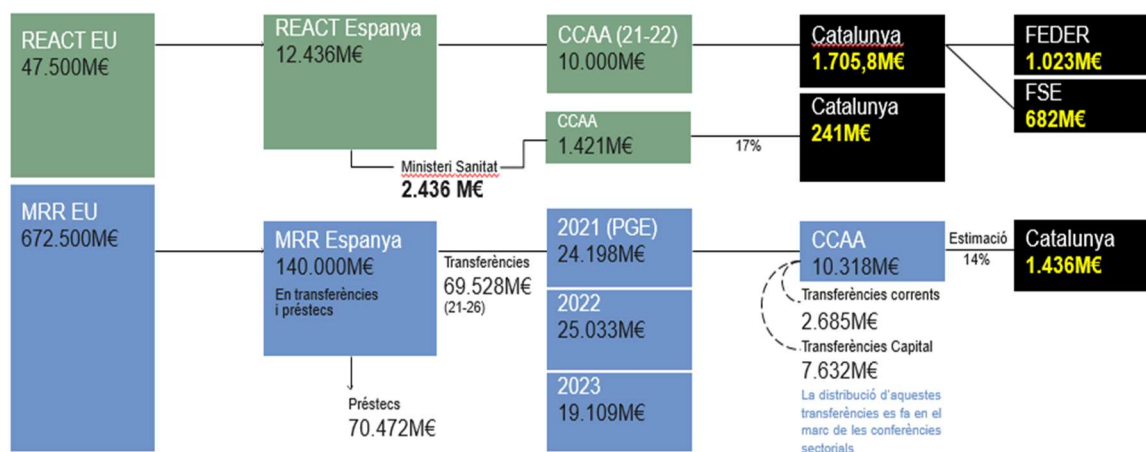 REACT EU
47.500M€
REACT Espanya
12.436M€
CCAA (21-22)
10.000M€
Catalunya
1.705,8M€
FEDER
1.023M€
FSE
682M€
CCAA
1.421M€
17%
Catalunya
241M€
Ministeri Sanitat
2.436 M€
MRR EU
672.500M€
MRR Espanya
140.000M€
En transferències
i préstecs
Transferències
69.528M€
(21-26)
Préstecs
70.472M€
2021 (PGE)
24.198M€
2022
25.033M€
2023
19.109M€
CCAA
10.318M€
Estimació
14%
Catalunya
1.436M€
Transferències corrents
2.685M€
Transferències Capital
7.632M€
La distribució d'aquestes
transferències es fa en el
marc de les conferències
sectorials